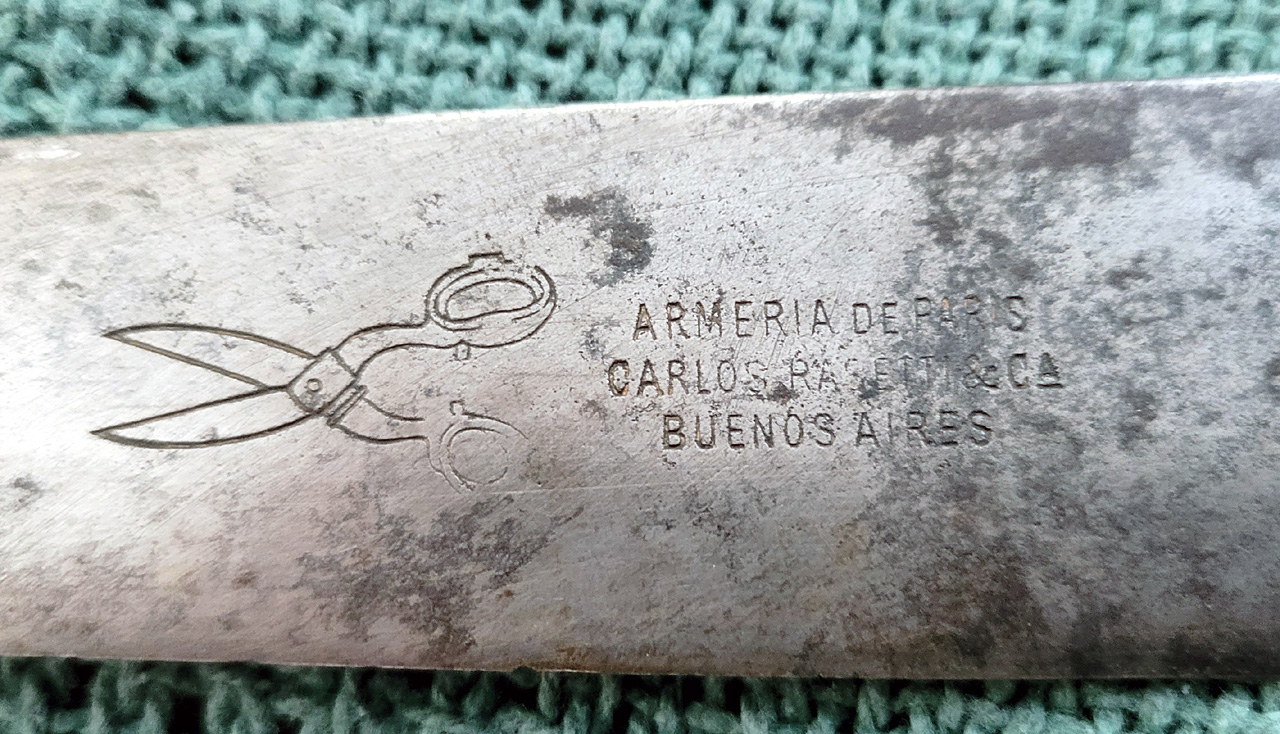 ARMERIA DE PARIS
CARLOS RASETTI & CA
BUENOS AIRES